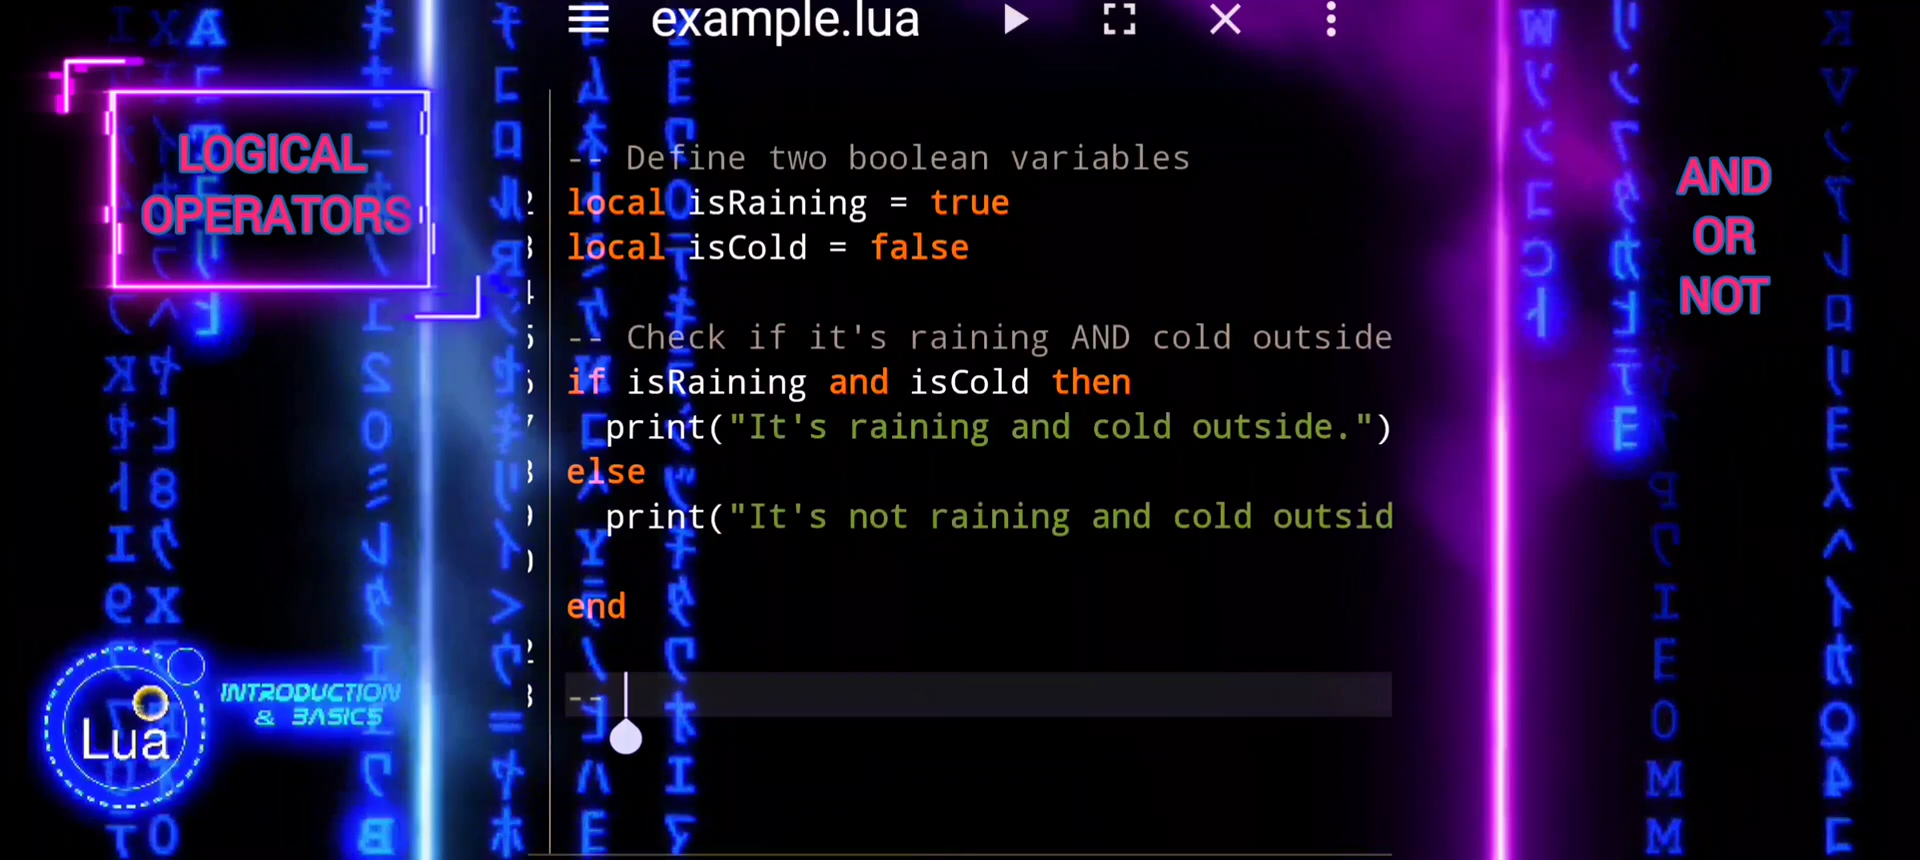 example.lua
LOGICAL
OPERATORS
AND
OR
NOT
-- Define two boolean variables
local isRaining = true
local isCold = false
-- Check if it's raining AND cold outside
if isRaining and isCold then
print("It's raining and cold outside.")
else
print("It's not raining and cold outsid
end
--
Lua
INTRODUCTION
& BASICS